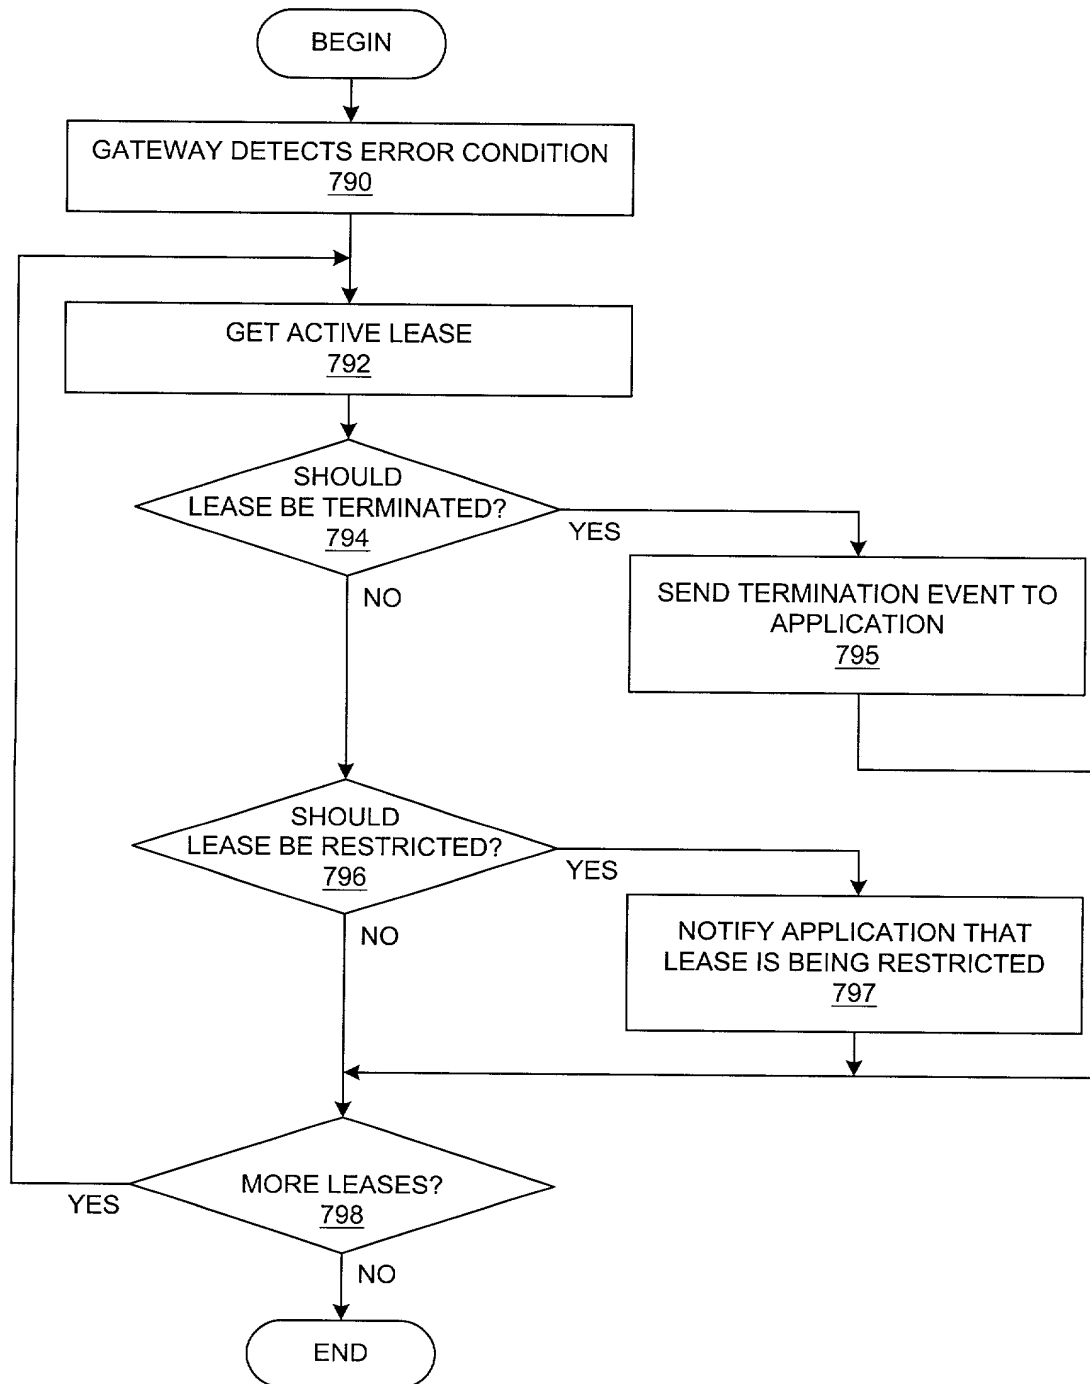 BEGIN
GATEWAY DETECTS ERROR CONDITION
790
GET ACTIVE LEASE
792
SHOULD
LEASE BE TERMINATED?
794
YES
NO
SEND TERMINATION EVENT TO
APPLICATION
795
SHOULD
LEASE BE RESTRICTED?
796
YES
NO
NOTIFY APPLICATION THAT
LEASE IS BEING RESTRICTED
797
MORE LEASES?
798
YES
NO
END